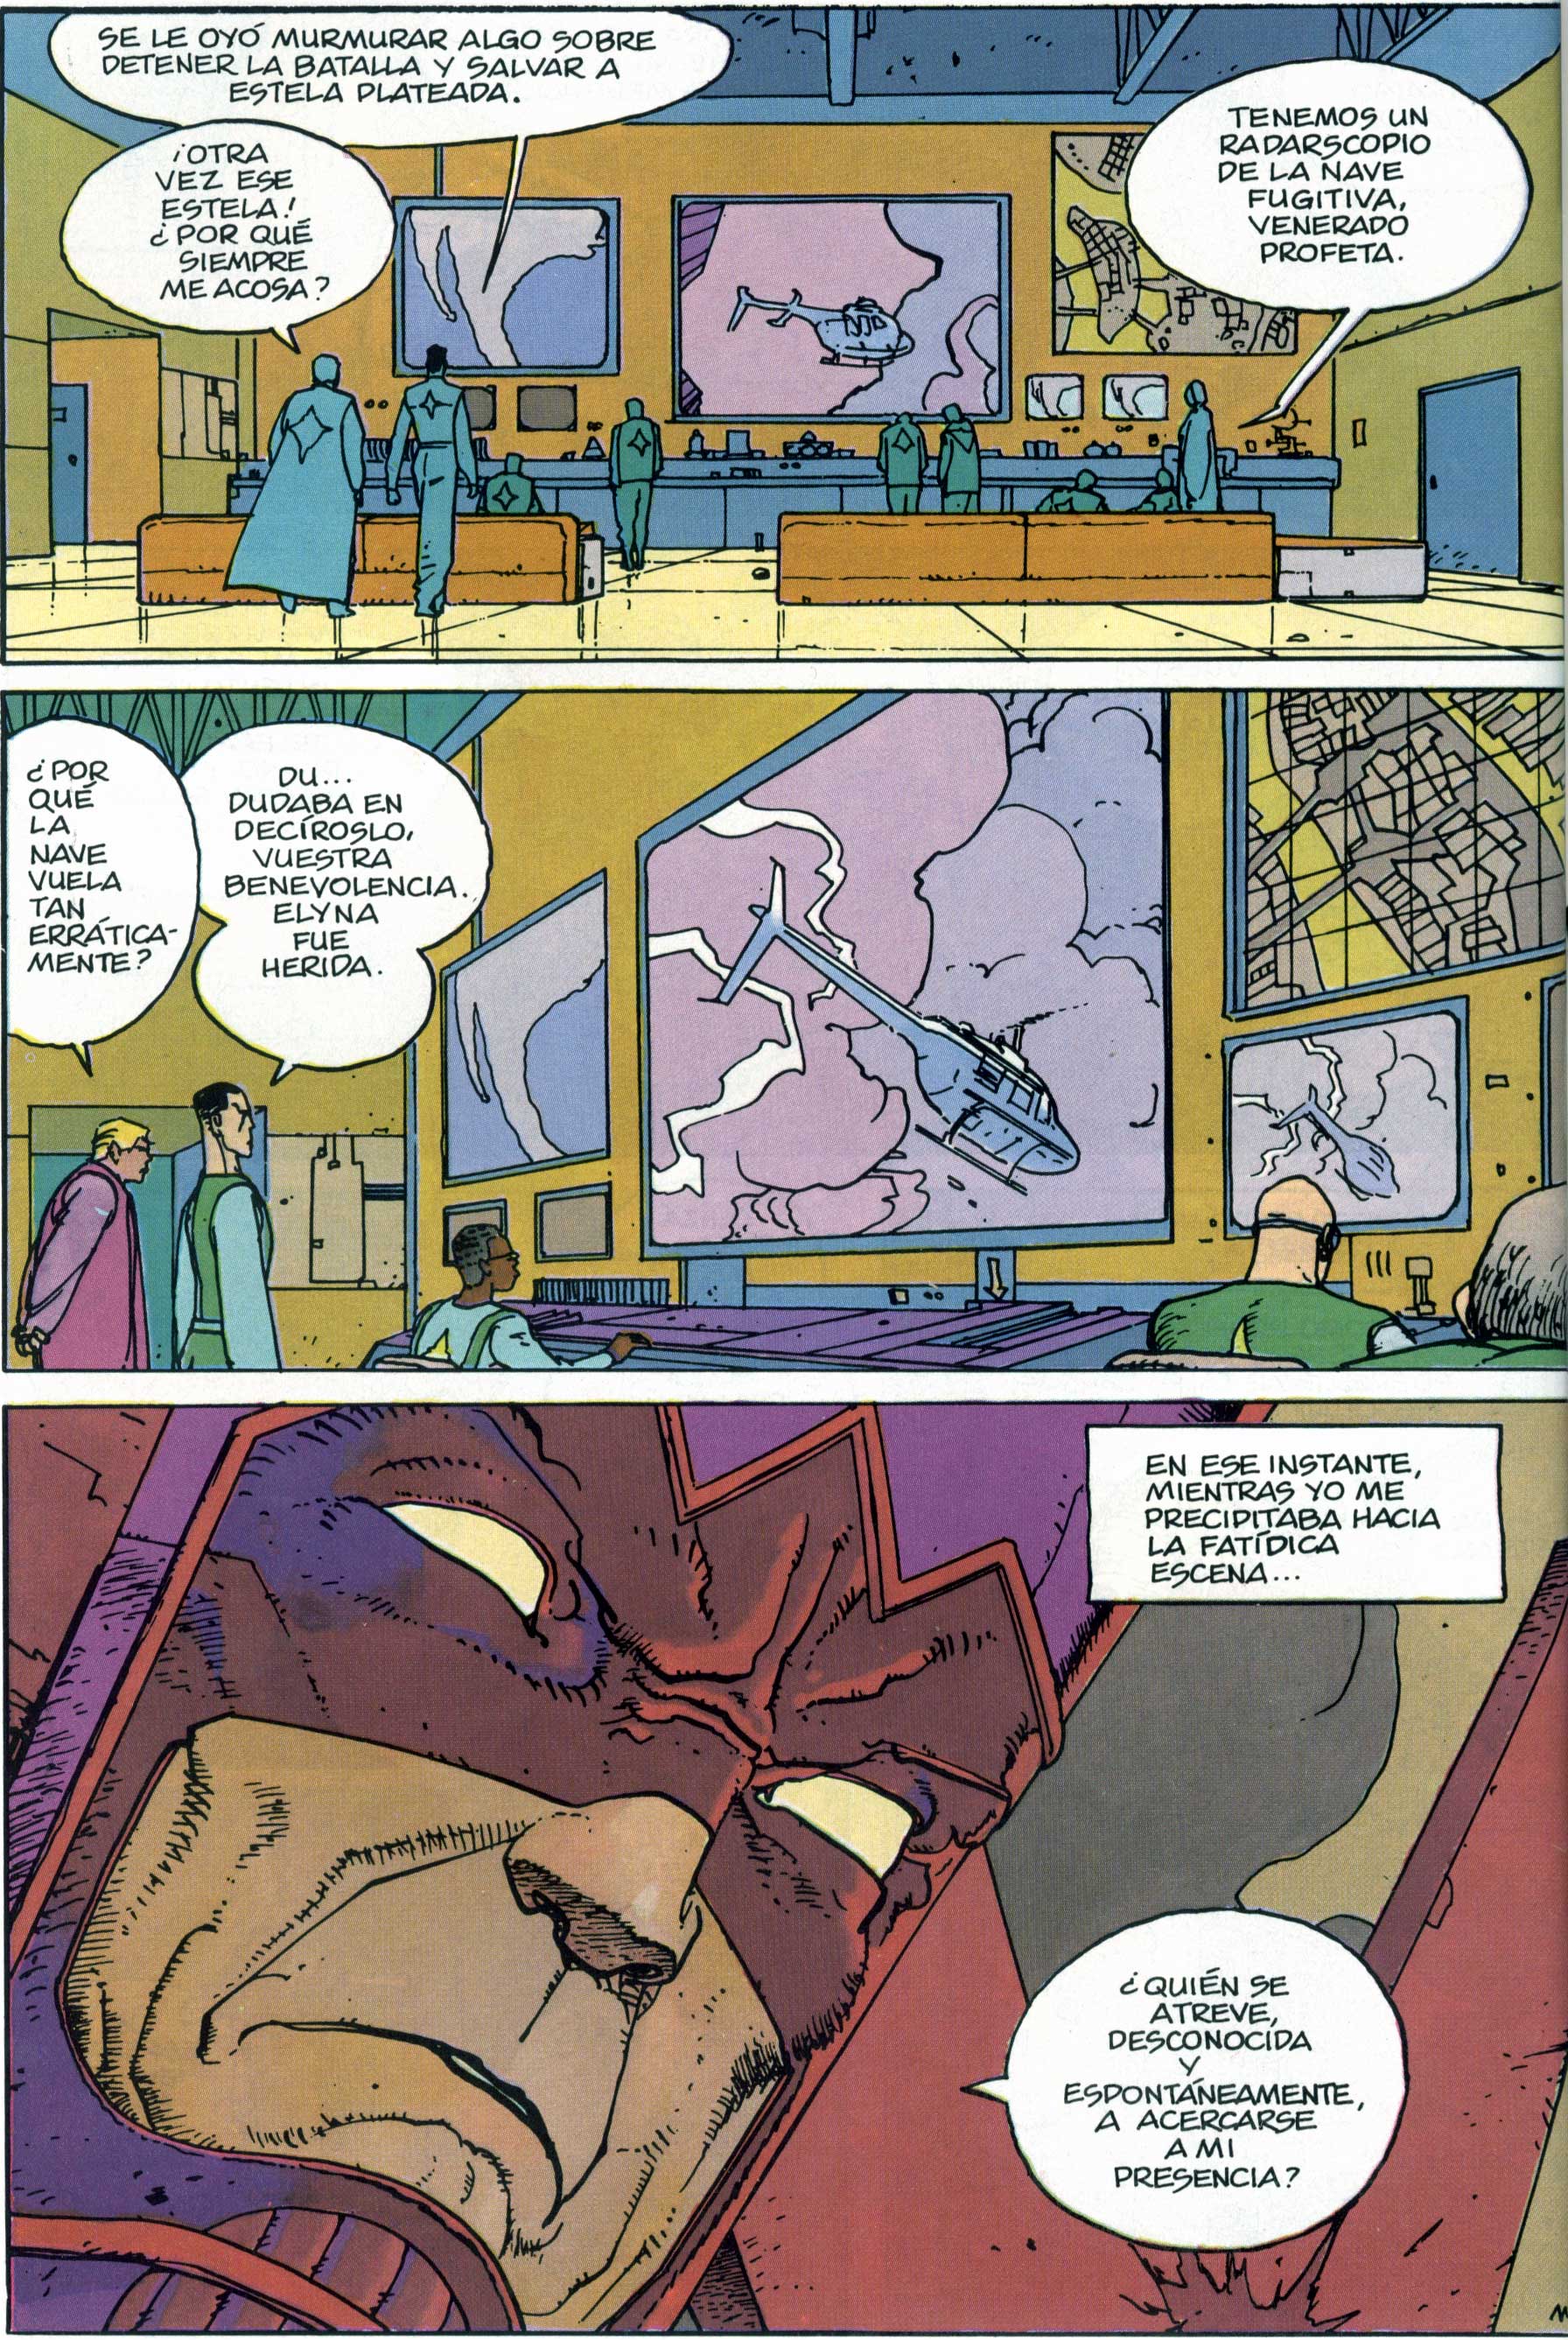 SE LE OYÓ MURMURAR ALGO SOBRE
DETENER LA BATALLA Y SALVAR A
ESTELA PLATEADA.
¡OTRA
VEZ ESE
ESTELA!
¿POR QUÉ
SIEMPRE
ME ACOSA?
TENEMOS UN
RADARSCOPIO
DE LA NAVE
FUGITIVA,
VENERADO
PROFETA.
¿POR
QUÉ
LA
NAVE
VUELA
TAN
ERRÁTICA-
MENTE?
DU...
DUDABA EN
DECÍROSLO,
VUESTRA
BENEVOLENCIA.
ELYNA
FUE
HERIDA.
EN ESE INSTANTE,
MIENTRAS YO ME
PRECIPITABA HACIA
LA FATÍDICA
ESCENA...
¿QUIÉN SE
ATREVE,
DESCONOCIDA
Y
ESPONTÁNEAMENTE,
A ACERCARSE
A MI
PRESENCIA?